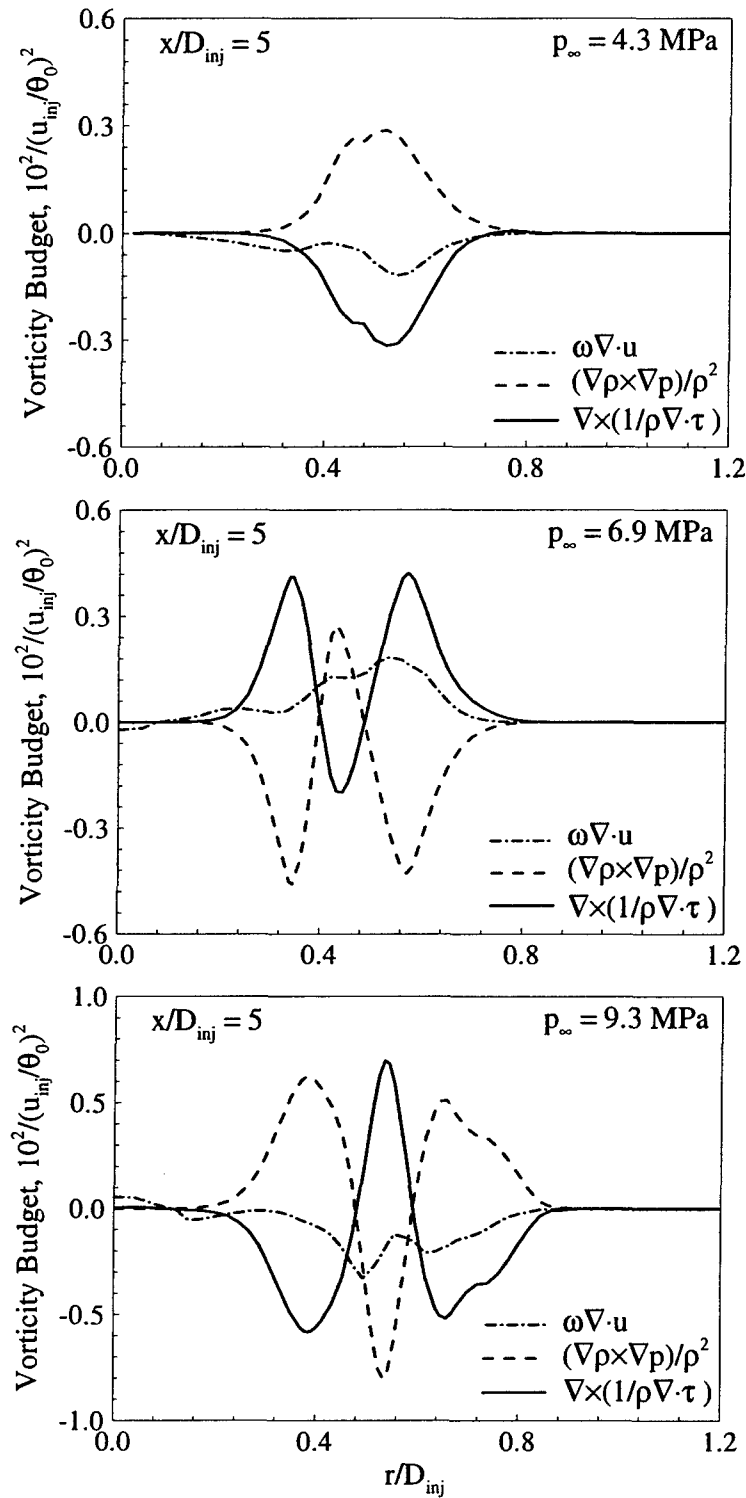 x/D_inj = 5 p_∞ = 4.3 MPa
Vorticity Budget, 10²/(u_inj/θ₀)²
0.6
0.3
0.0
-0.3
-0.6
ω∇·u
(∇ρ×∇p)/ρ²
∇×(1/ρ∇·τ)
0.0 0.4 0.8 1.2
x/D_inj = 5 p_∞ = 6.9 MPa
Vorticity Budget, 10²/(u_inj/θ₀)²
0.6
0.3
0.0
-0.3
-0.6
ω∇·u
(∇ρ×∇p)/ρ²
∇×(1/ρ∇·τ)
0.0 0.4 0.8 1.2
x/D_inj = 5 p_∞ = 9.3 MPa
Vorticity Budget, 10²/(u_inj/θ₀)²
1.0
0.5
0.0
-0.5
-1.0
ω∇·u
(∇ρ×∇p)/ρ²
∇×(1/ρ∇·τ)
0.0 0.4 0.8 1.2
r/D_inj